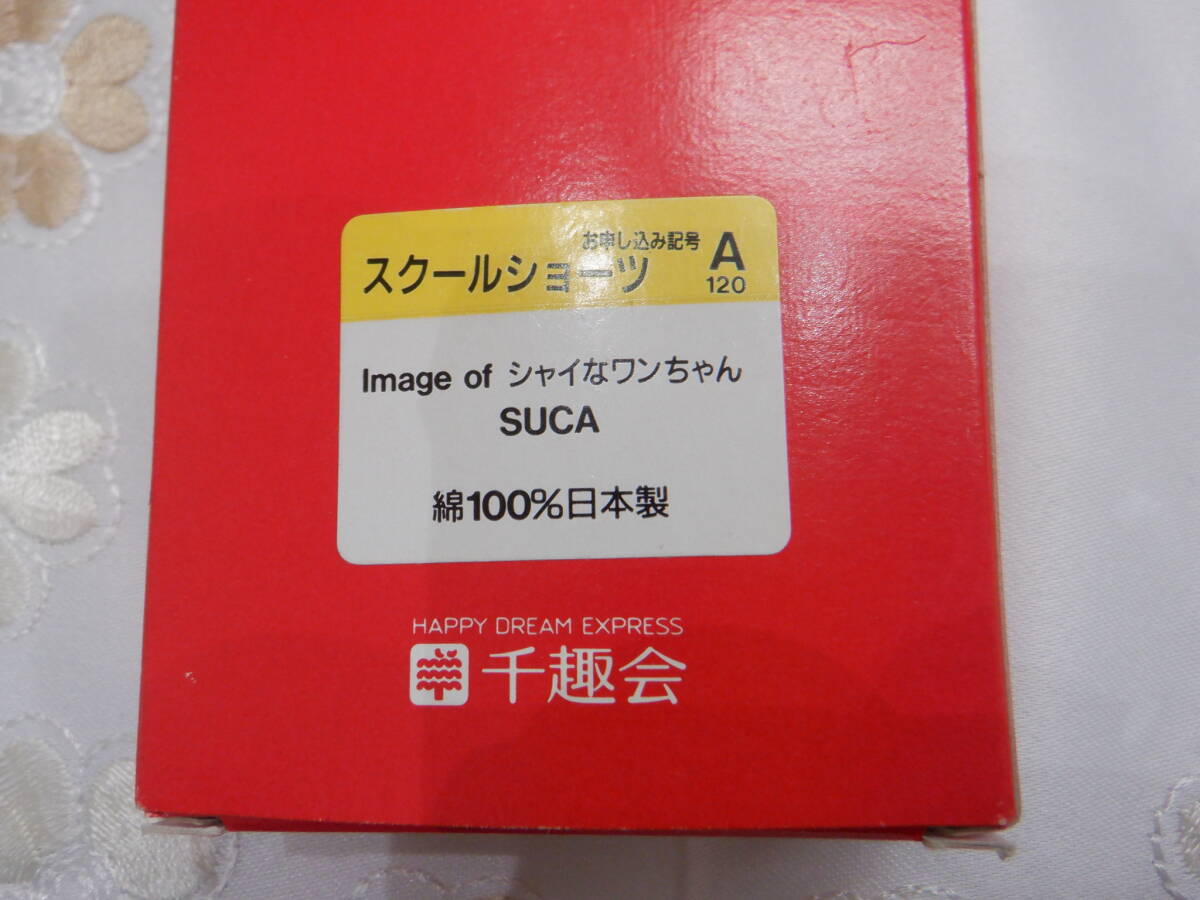 お申し込み記号
スクールショーツ A
120
Image of シャイなワンちゃん
SUCA
綿100%日本製
HAPPY DREAM EXPRESS
千趣会